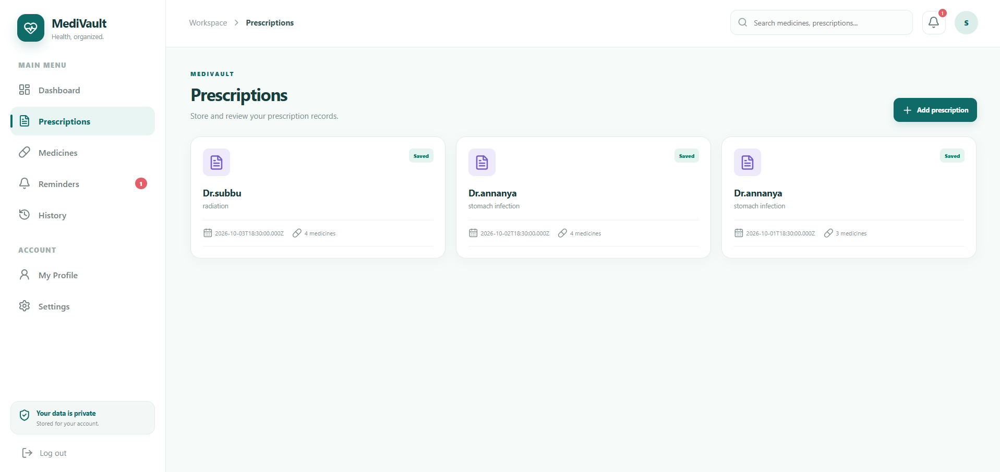 MediVault
Health, organized.
MAIN MENU
Dashboard
Prescriptions
Medicines
Reminders
1
History
ACCOUNT
My Profile
Settings
Your data is private
Stored for your account.
Log out
Workspace > Prescriptions
Search medicines, prescriptions...
1
S
MEDIVAULT
Prescriptions
Store and review your prescription records.
Add prescription
Saved
Dr.subbu
radiation
2026-10-03T18:30:00.000Z
4 medicines
Saved
Dr.annanya
stomach infection
2026-10-02T18:30:00.000Z
4 medicines
Saved
Dr.annanya
stomach infection
2026-10-01T18:30:00.000Z
3 medicines